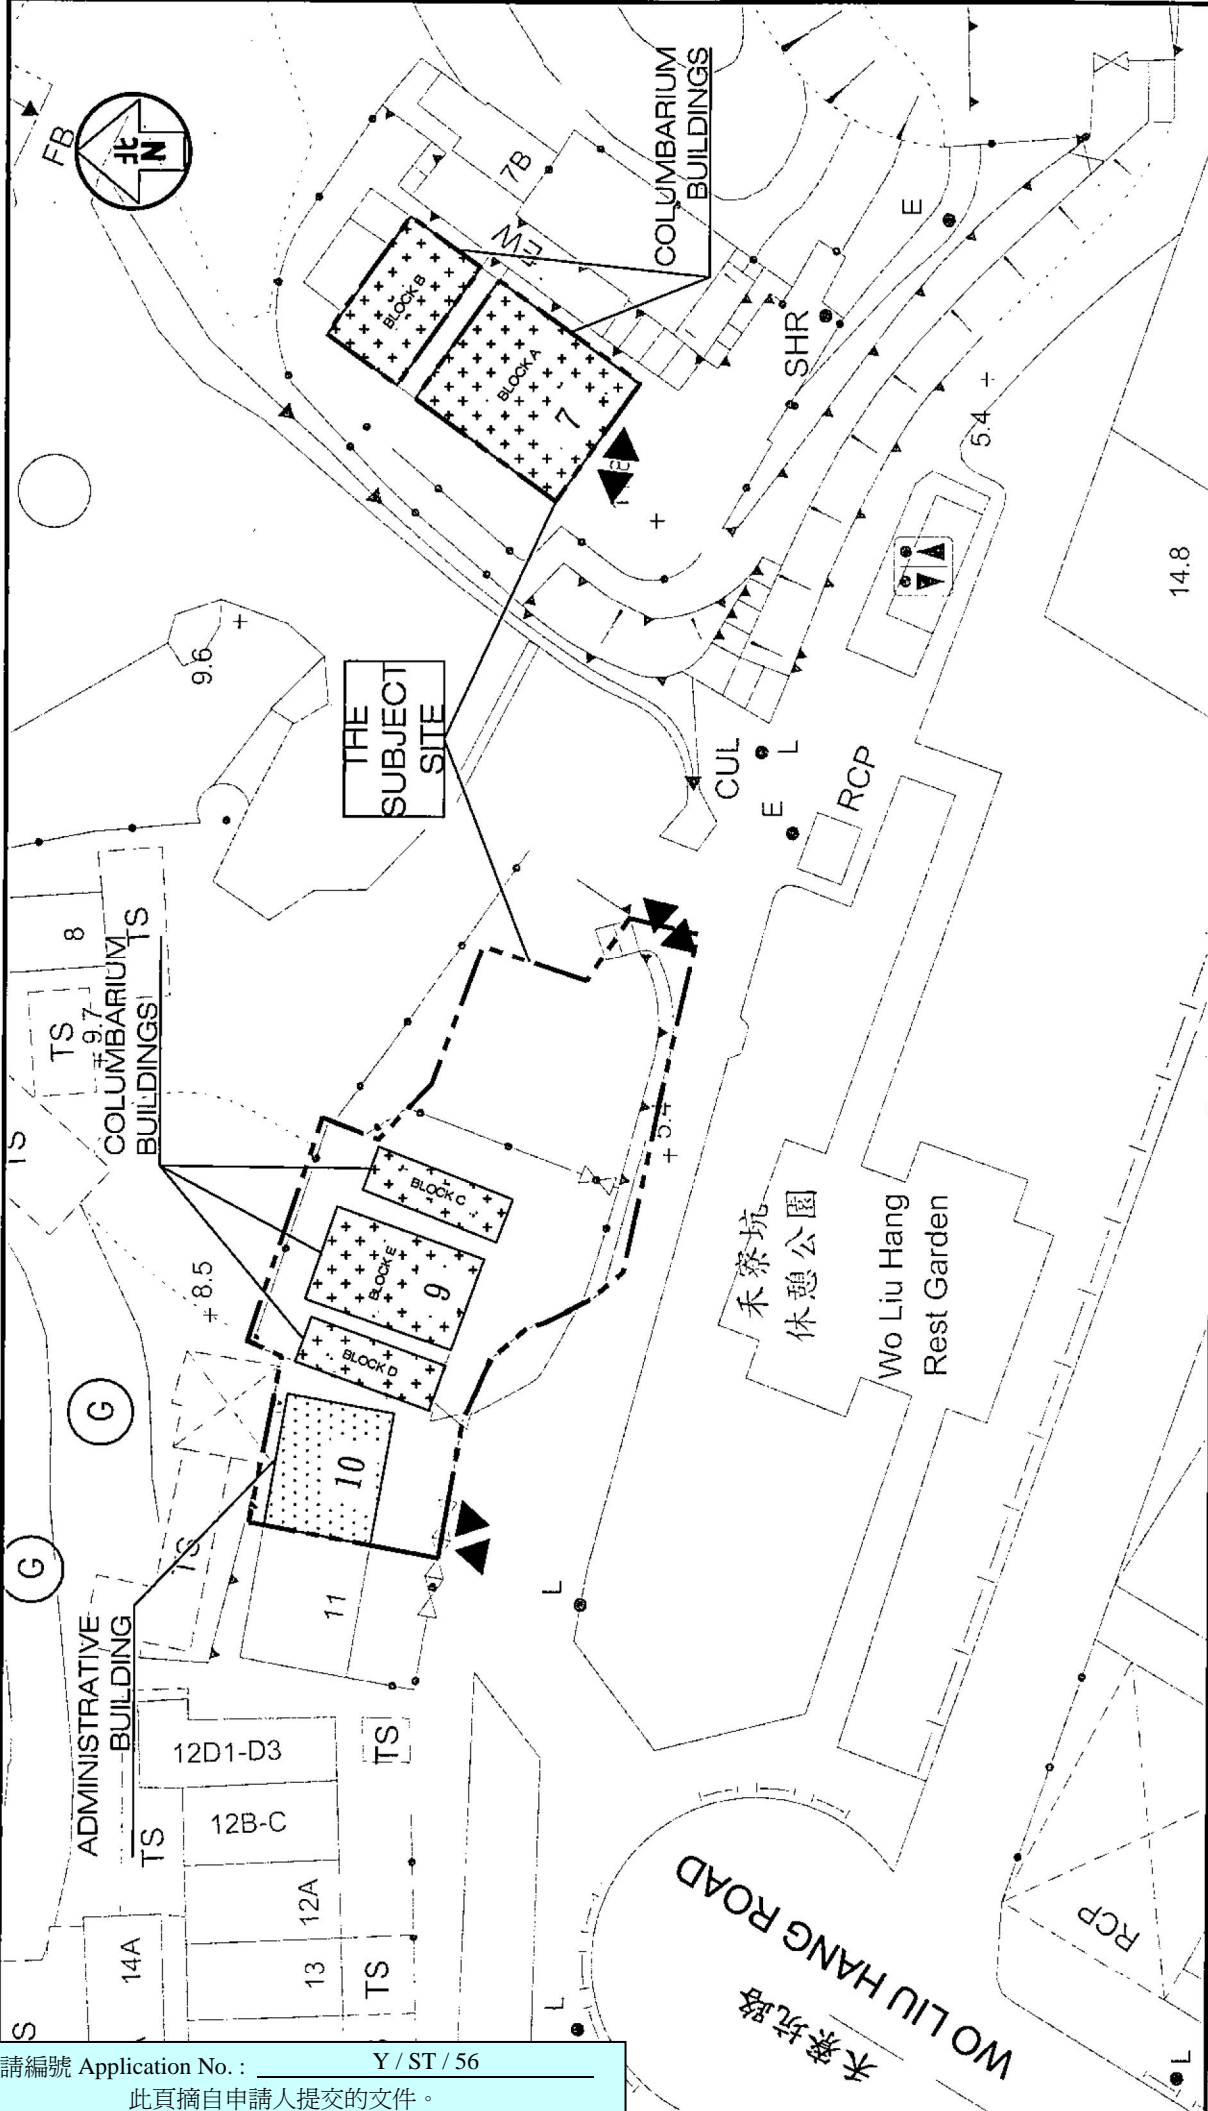 FB
N
北
COLUMBARIUM
BUILDINGS
7B
FW
BLOCK B
BLOCK A
7
E
SHR
5.4
14.8
9.6
THE
SUBJECT
SITE
CUL
L
E
RCP
8
TS
TS
9.7
COLUMBARIUM
BUILDINGS
TS
8.5
BLOCK C
BLOCK E
9
BLOCK D
10
5.4
禾寮坑
休憩公園
Wo Liu Hang
Rest Garden
G
G
TS
11
L
ADMINISTRATIVE
BUILDING
TS
12D1-D3
TS
12B-C
12A
13
TS
14A
S
L
WO LIU HANG ROAD
禾寮坑路
RCP
L
請編號 Application No. : Y / ST / 56
此頁摘自申請人提交的文件。